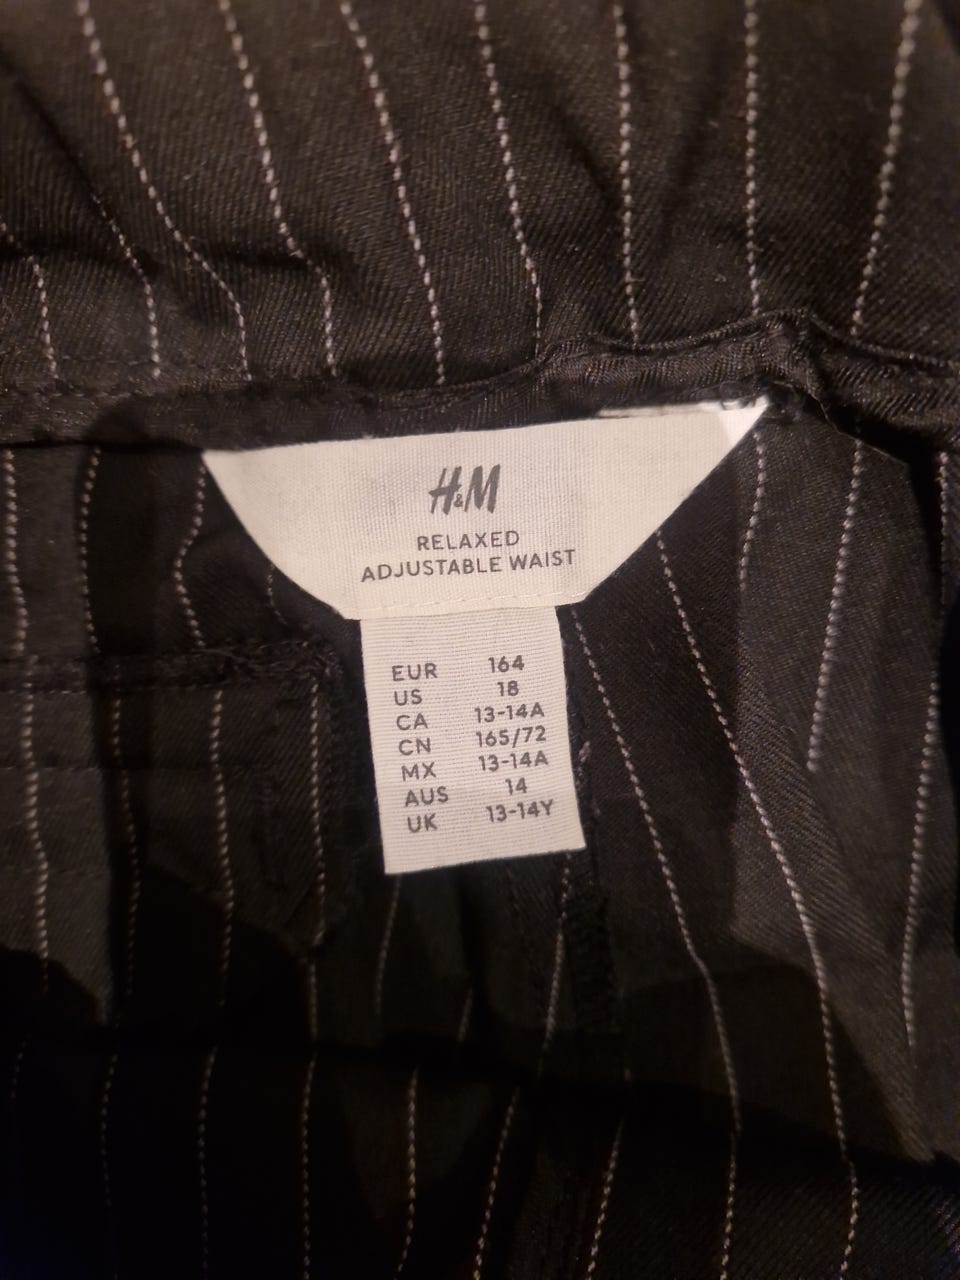 H&M
RELAXED
ADJUSTABLE WAIST
EUR 164
US 18
CA 13-14A
CN 165/72
MX 13-14A
AUS 14
UK 13-14Y